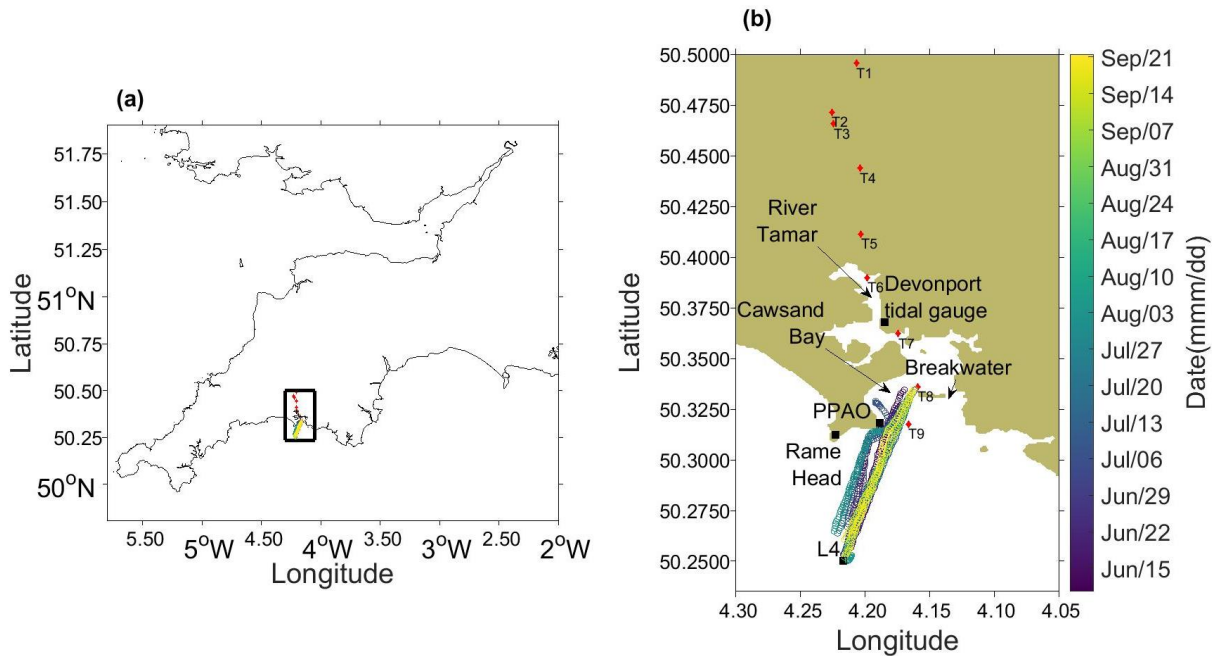 (a)
51.75
51.50
51.25
51°N
50.75
50.50
50.25
50°N
Latitude
5.50
5°W
4.50
4°W
3.50
3°W
2.50
2°W
Longitude
(b)
50.5000
50.4750
50.4500
50.4250
50.4000
50.3750
50.3500
50.3250
50.3000
50.2750
50.2500
Latitude
T1
T2
T3
T4
River
Tamar
T5
T6
Devonport
tidal gauge
Cawsand
Bay
T7
Breakwater
T8
PPAO
T9
Rame
Head
L4
4.30
4.25
4.20
4.15
4.10
4.05
Longitude
Sep/21
Sep/14
Sep/07
Aug/31
Aug/24
Aug/17
Aug/10
Aug/03
Jul/27
Jul/20
Jul/13
Jul/06
Jun/29
Jun/22
Jun/15
Date(mmm/dd)